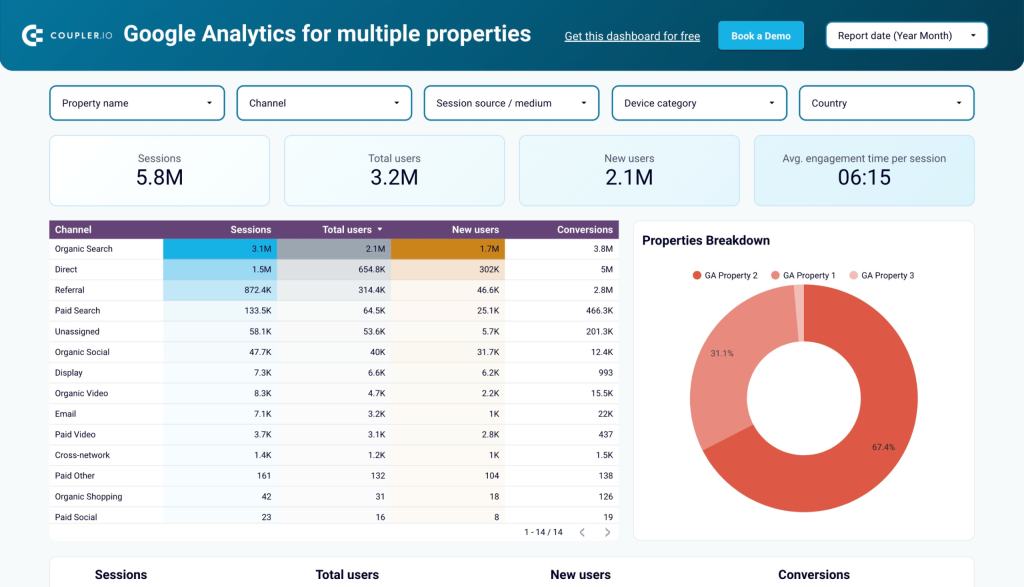 COUPLER.IO Google Analytics for multiple properties Get this dashboard for free Book a Demo Report date (Year Month)
Property name Channel Session source / medium Device category Country
Sessions Total users New users Avg. engagement time per session
5.8M 3.2M 2.1M 06:15
Channel Sessions Total users New users Conversions
Organic Search 3.1M 2.1M 1.7M 3.8M
Direct 1.5M 654.8K 302K 5M
Referral 872.4K 314.4K 46.6K 2.8M
Paid Search 133.5K 64.5K 25.1K 466.3K
Unassigned 58.1K 53.6K 5.7K 201.3K
Organic Social 47.7K 40K 31.7K 12.4K
Display 7.3K 6.6K 6.2K 993
Organic Video 8.3K 4.7K 2.2K 15.5K
Email 7.1K 3.2K 1K 22K
Paid Video 3.7K 3.1K 2.8K 437
Cross-network 1.4K 1.2K 1K 1.5K
Paid Other 161 132 104 138
Organic Shopping 42 31 18 126
Paid Social 23 16 8 19
1 - 14 / 14
Properties Breakdown
GA Property 2 GA Property 1 GA Property 3
31.1%
67.4%
Sessions Total users New users Conversions